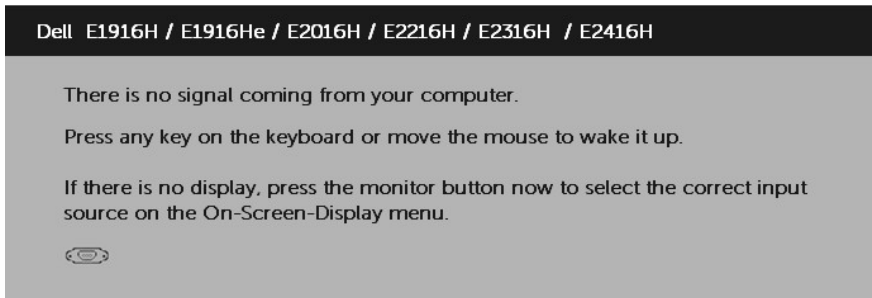 Dell E1916H / E1916He / E2016H / E2216H / E2316H / E2416H
There is no signal coming from your computer.
Press any key on the keyboard or move the mouse to wake it up.
If there is no display, press the monitor button now to select the correct input
source on the On-Screen-Display menu.